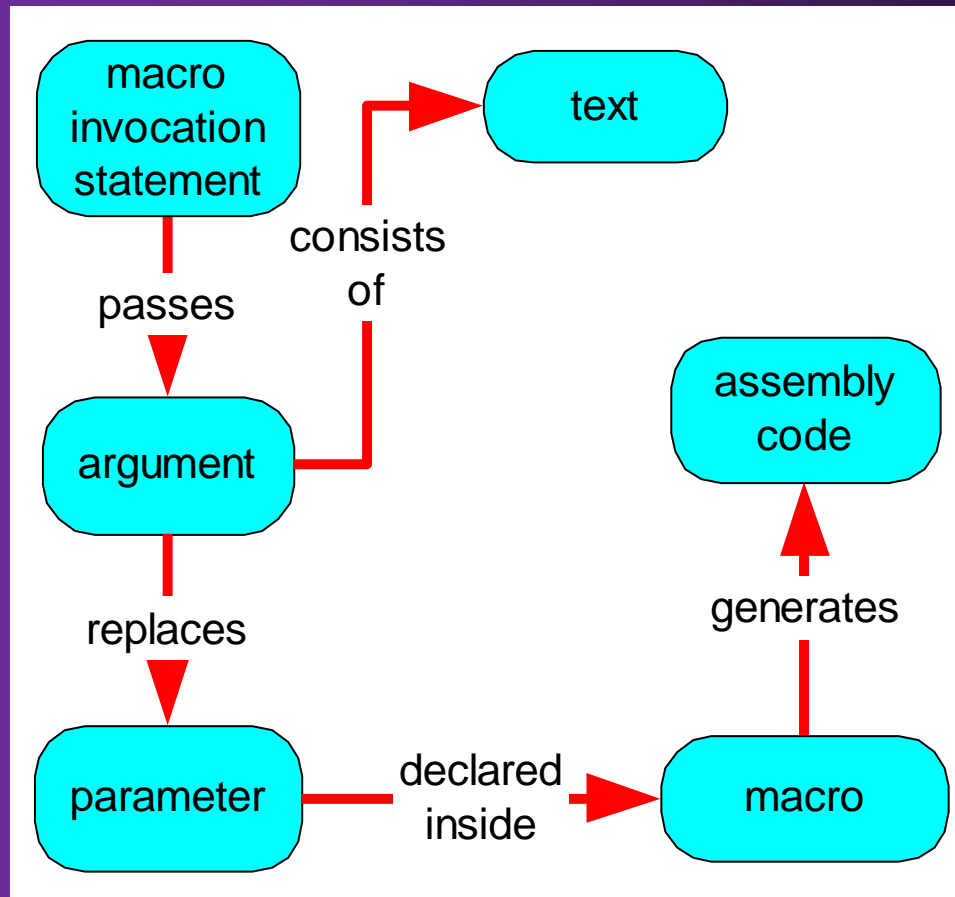 macro
invocation
statement
text
consists
of
passes
argument
assembly
code
replaces
generates
parameter
declared
inside
macro